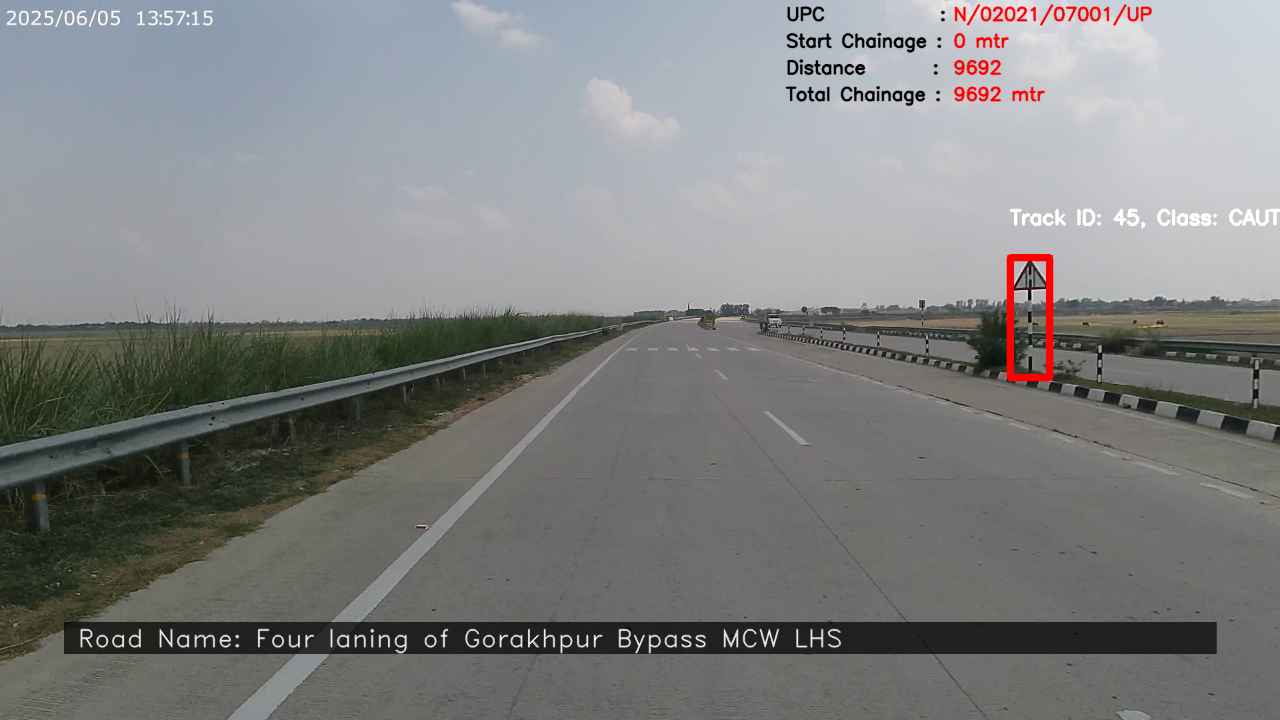 2025/06/05 13:57:15
UPC : N/02021/07001/UP
Start Chainage : 0 mtr
Distance : 9692
Total Chainage : 9692 mtr
Track ID: 45, Class: CAUT
Road Name: Four laning of Gorakhpur Bypass MCW LHS